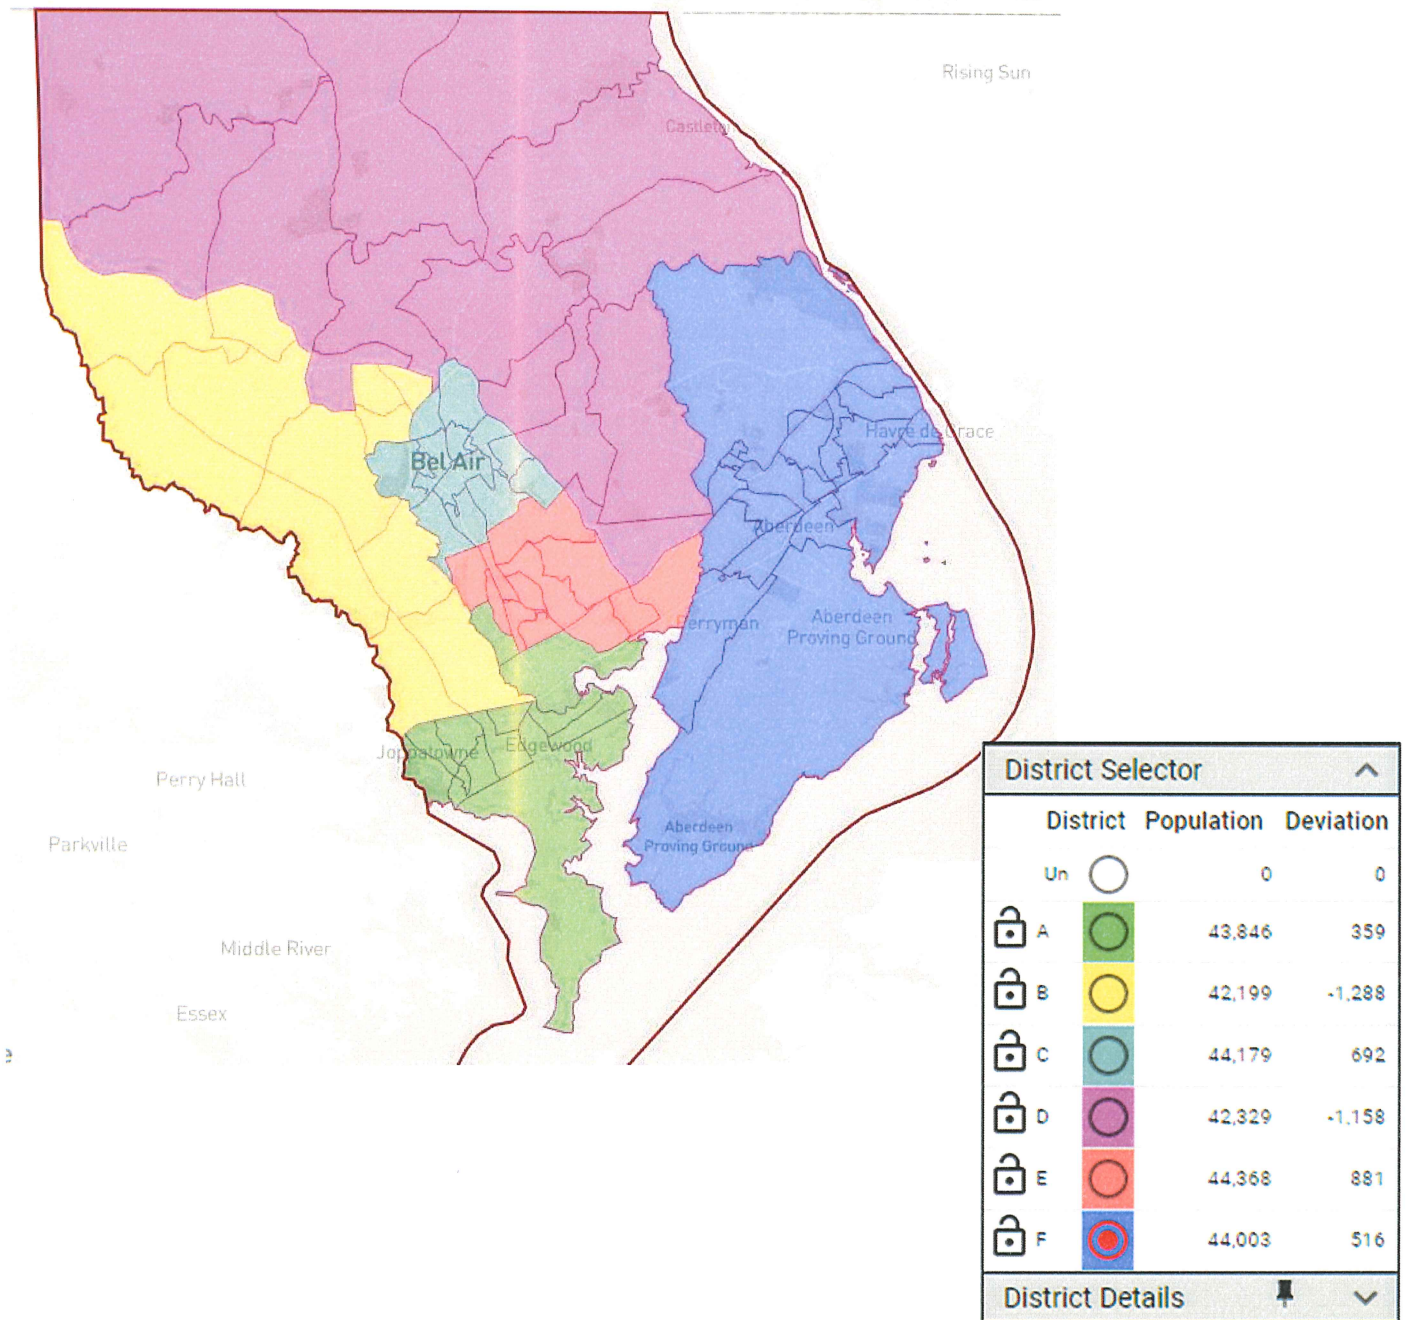 Rising Sun
Castleton
Havre de Grace
Bel Air
Aberdeen
Perryman
Aberdeen
Proving Ground
Joppatowne
Edgewood
Perry Hall
Aberdeen
Proving Ground
Parkville
Middle River
Essex
e
District Selector
District Population Deviation
Un 0 0
A 43,846 359
B 42,199 -1,288
C 44,179 692
D 42,329 -1,158
E 44,368 881
F 44,003 516
District Details